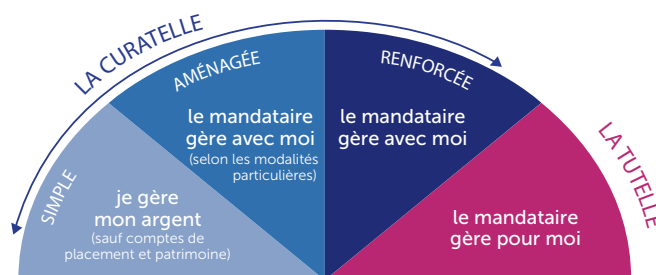 LA CURATELLE
SIMPLE
je gère
mon argent
(sauf comptes de
placement et patrimoine)
AMÉNAGÉE
le mandataire
gère avec moi
(selon les modalités
particulières)
RENFORCÉE
le mandataire
gère avec moi
LA TUTELLE
le mandataire
gère pour moi